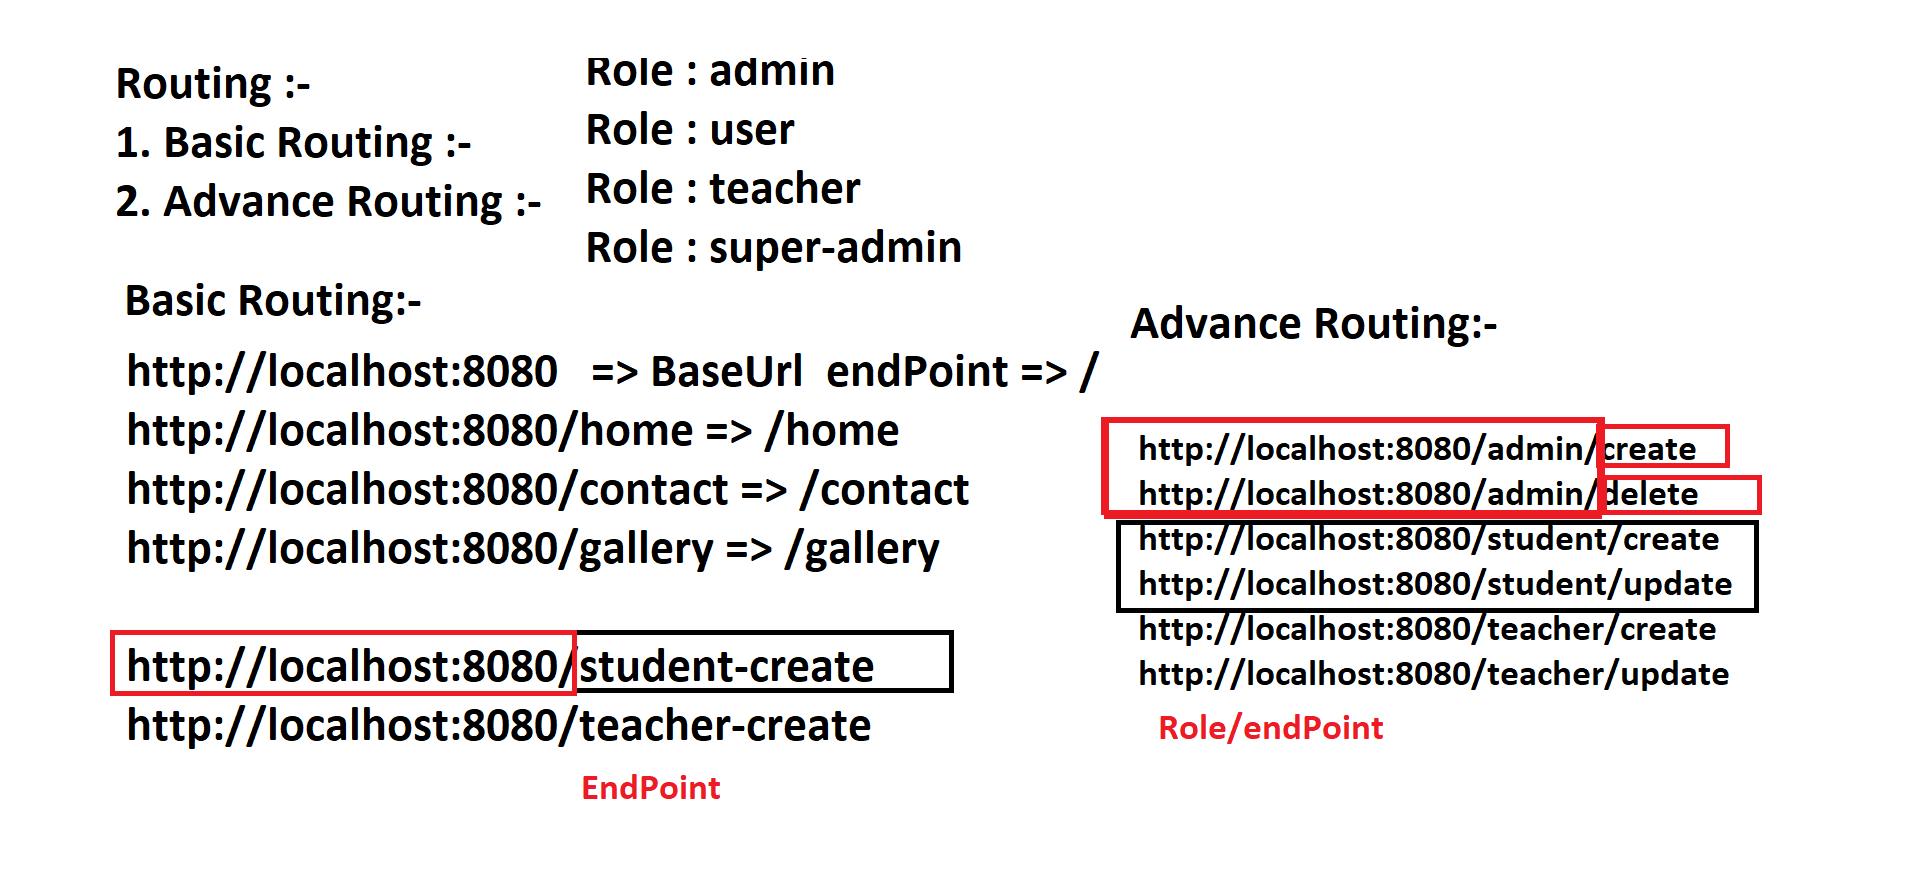 Routing :-
1. Basic Routing :-
2. Advance Routing :-
Role : admin
Role : user
Role : teacher
Role : super-admin
Basic Routing:-
http://localhost:8080 => BaseUrl endPoint => /
http://localhost:8080/home => /home
http://localhost:8080/contact => /contact
http://localhost:8080/gallery => /gallery
http://localhost:8080/student-create
http://localhost:8080/teacher-create
EndPoint
Advance Routing:-
http://localhost:8080/admin/create
http://localhost:8080/admin/delete
http://localhost:8080/student/create
http://localhost:8080/student/update
http://localhost:8080/teacher/create
http://localhost:8080/teacher/update
Role/endPoint